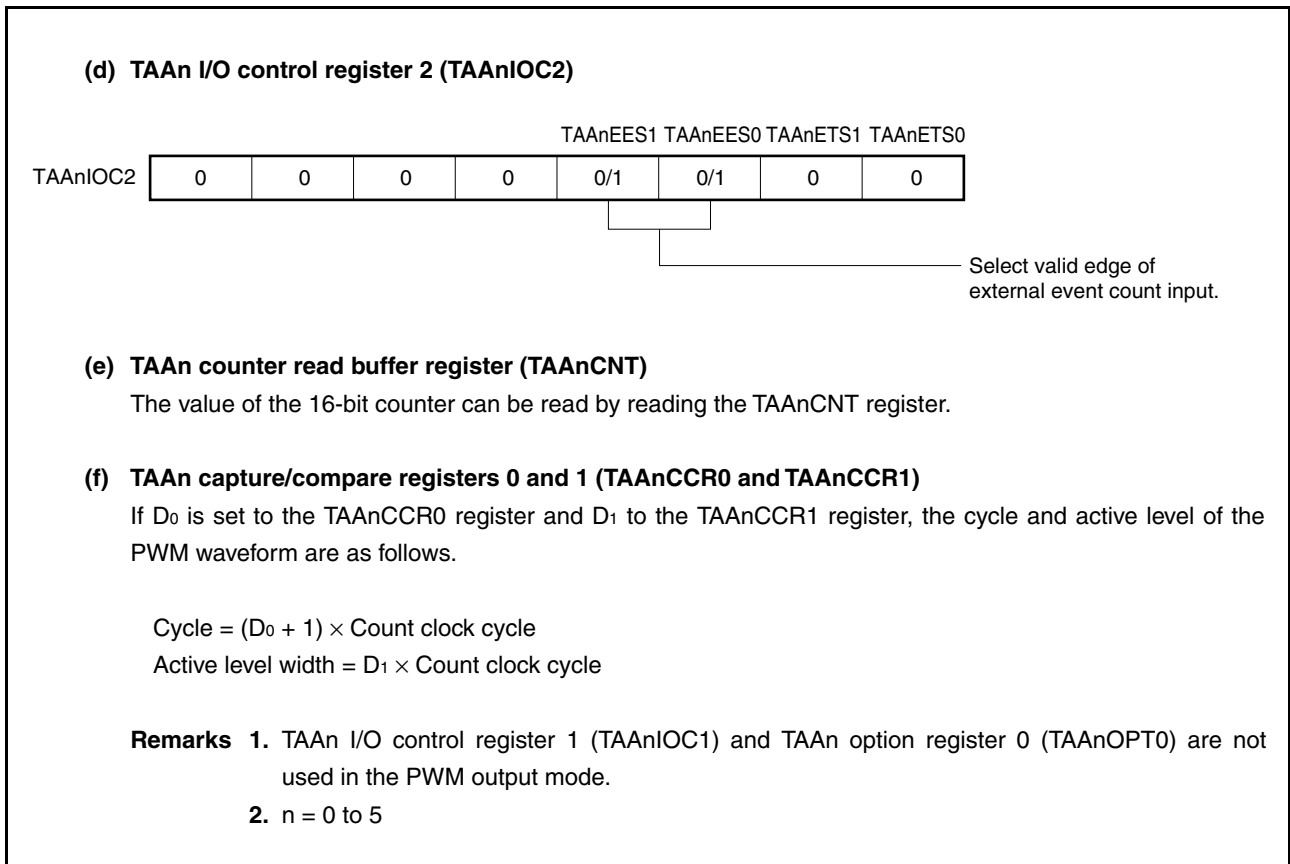 (d) TAAn I/O control register 2 (TAAnIOC2)
TAAnEES1 TAAnEES0 TAAnETS1 TAAnETS0
TAAnIOC2 0 0 0 0 0/1 0/1 0 0
Select valid edge of
external event count input.
(e) TAAn counter read buffer register (TAAnCNT)
The value of the 16-bit counter can be read by reading the TAAnCNT register.
(f) TAAn capture/compare registers 0 and 1 (TAAnCCR0 and TAAnCCR1)
If D0 is set to the TAAnCCR0 register and D1 to the TAAnCCR1 register, the cycle and active level of the
PWM waveform are as follows.
Cycle = (D0 + 1) × Count clock cycle
Active level width = D1 × Count clock cycle
Remarks 1. TAAn I/O control register 1 (TAAnIOC1) and TAAn option register 0 (TAAnOPT0) are not
used in the PWM output mode.
2. n = 0 to 5